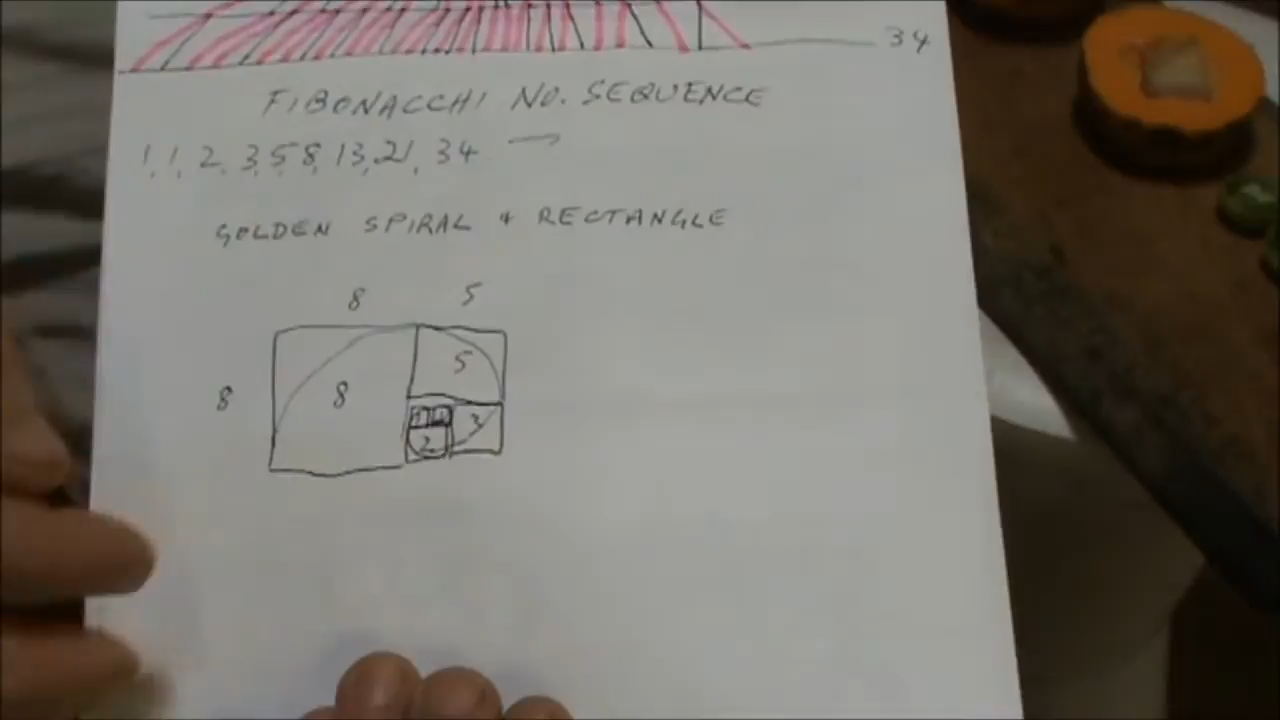 34
FIBONACCHI NO. SEQUENCE
1, 1, 2, 3, 5, 8, 13, 21, 34 →
GOLDEN SPIRAL + RECTANGLE
8 5
8 8 5
3
2